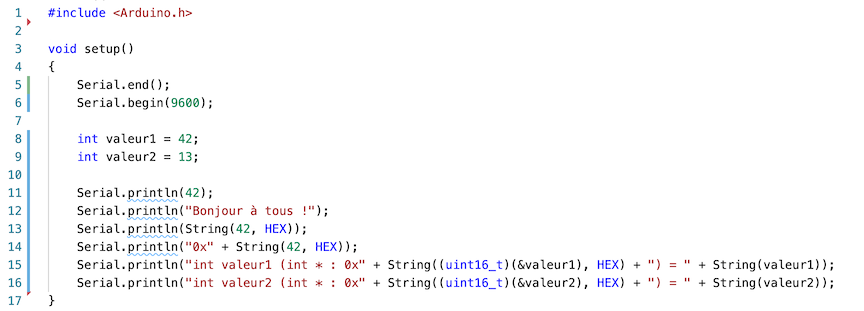 1 #include <Arduino.h>
2
3 void setup()
4 {
5     Serial.end();
6     Serial.begin(9600);
7
8     int valeur1 = 42;
9     int valeur2 = 13;
10
11     Serial.println(42);
12     Serial.println("Bonjour à tous !");
13     Serial.println(String(42, HEX));
14     Serial.println("0x" + String(42, HEX));
15     Serial.println("int valeur1 (int * : 0x" + String((uint16_t)(&valeur1), HEX) + ") = " + String(valeur1));
16     Serial.println("int valeur2 (int * : 0x" + String((uint16_t)(&valeur2), HEX) + ") = " + String(valeur2));
17 }